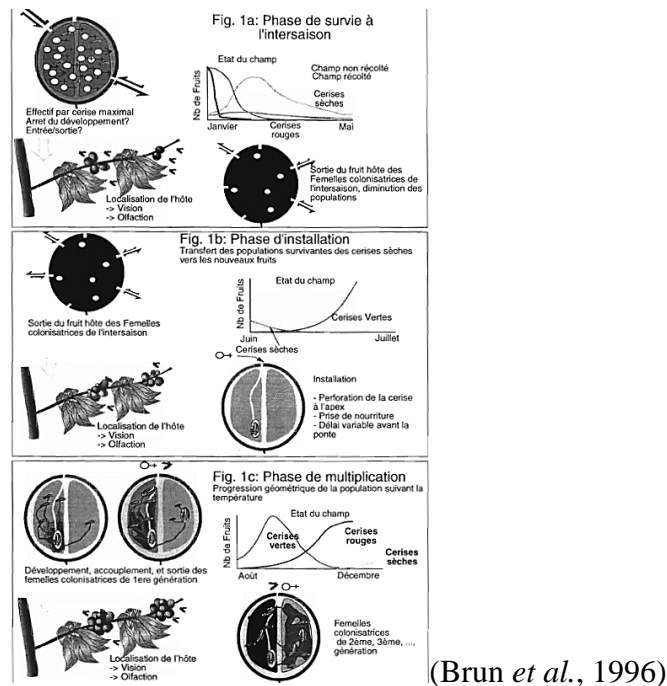 Fig. 1a: Phase de survie à
l'intersaison
Etat du champ
Champ non récolté
Champ récolté
Cerises
sèches
Nb de Fruits
Janvier
Cerises
rouges
Mai
Effectif par cerise maximal
Arret du développement?
Entrée/sortie?
Localisation de l'hôte
-> Vision
-> Olfaction
Sortie du fruit hôte des
Femelles
colonisatrices de
l'intersaison, diminution des
populations
Fig. 1b: Phase d'installation
Transfert des populations survivantes des cerises sèches
vers les nouveaux fruits
Etat du champ
Nb de Fruits
Cerises Vertes
Juin
Juillet
Cerises sèches
Sortie du fruit hôte des Femelles
colonisatrices de l'intersaison
Localisation de l'hôte
-> Vision
-> Olfaction
Installation
- Perforation de la cerise
à l'apex
- Prise de nourriture
- Délai variable avant la
ponte
Fig. 1c: Phase de multiplication
Progression géométrique de la population suivant la
température
Etat du champ
Nb de Fruits
Cerises
vertes
Cerises
rouges
Cerises
sèches
Août
Décembre
Développement, accouplement, et sortie des
femelles colonisatrices de 1ere génération
Localisation de l'hôte
-> Vision
-> Olfaction
Femelles
colonisatrices
de 2ème, 3ème, ...,
génération
(Brun et al., 1996)